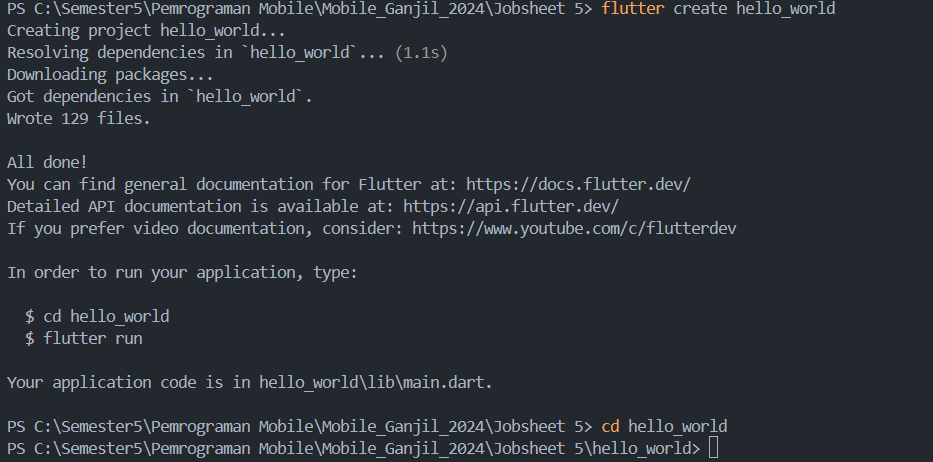 PS C:\Semester5\Pemrograman Mobile\Mobile_Ganjil_2024\Jobsheet 5> flutter create hello_world
Creating project hello_world...
Resolving dependencies in `hello_world`... (1.1s)
Downloading packages...
Got dependencies in `hello_world`.
Wrote 129 files.

All done!
You can find general documentation for Flutter at: https://docs.flutter.dev/
Detailed API documentation is available at: https://api.flutter.dev/
If you prefer video documentation, consider: https://www.youtube.com/c/flutterdev

In order to run your application, type:

  $ cd hello_world
  $ flutter run

Your application code is in hello_world\lib\main.dart.

PS C:\Semester5\Pemrograman Mobile\Mobile_Ganjil_2024\Jobsheet 5> cd hello_world
PS C:\Semester5\Pemrograman Mobile\Mobile_Ganjil_2024\Jobsheet 5\hello_world>